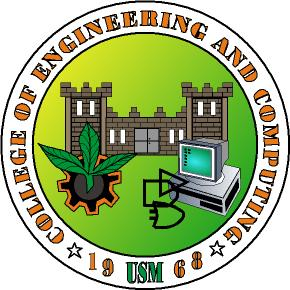 COLLEGE OF ENGINEERING AND COMPUTING
19 USM 68